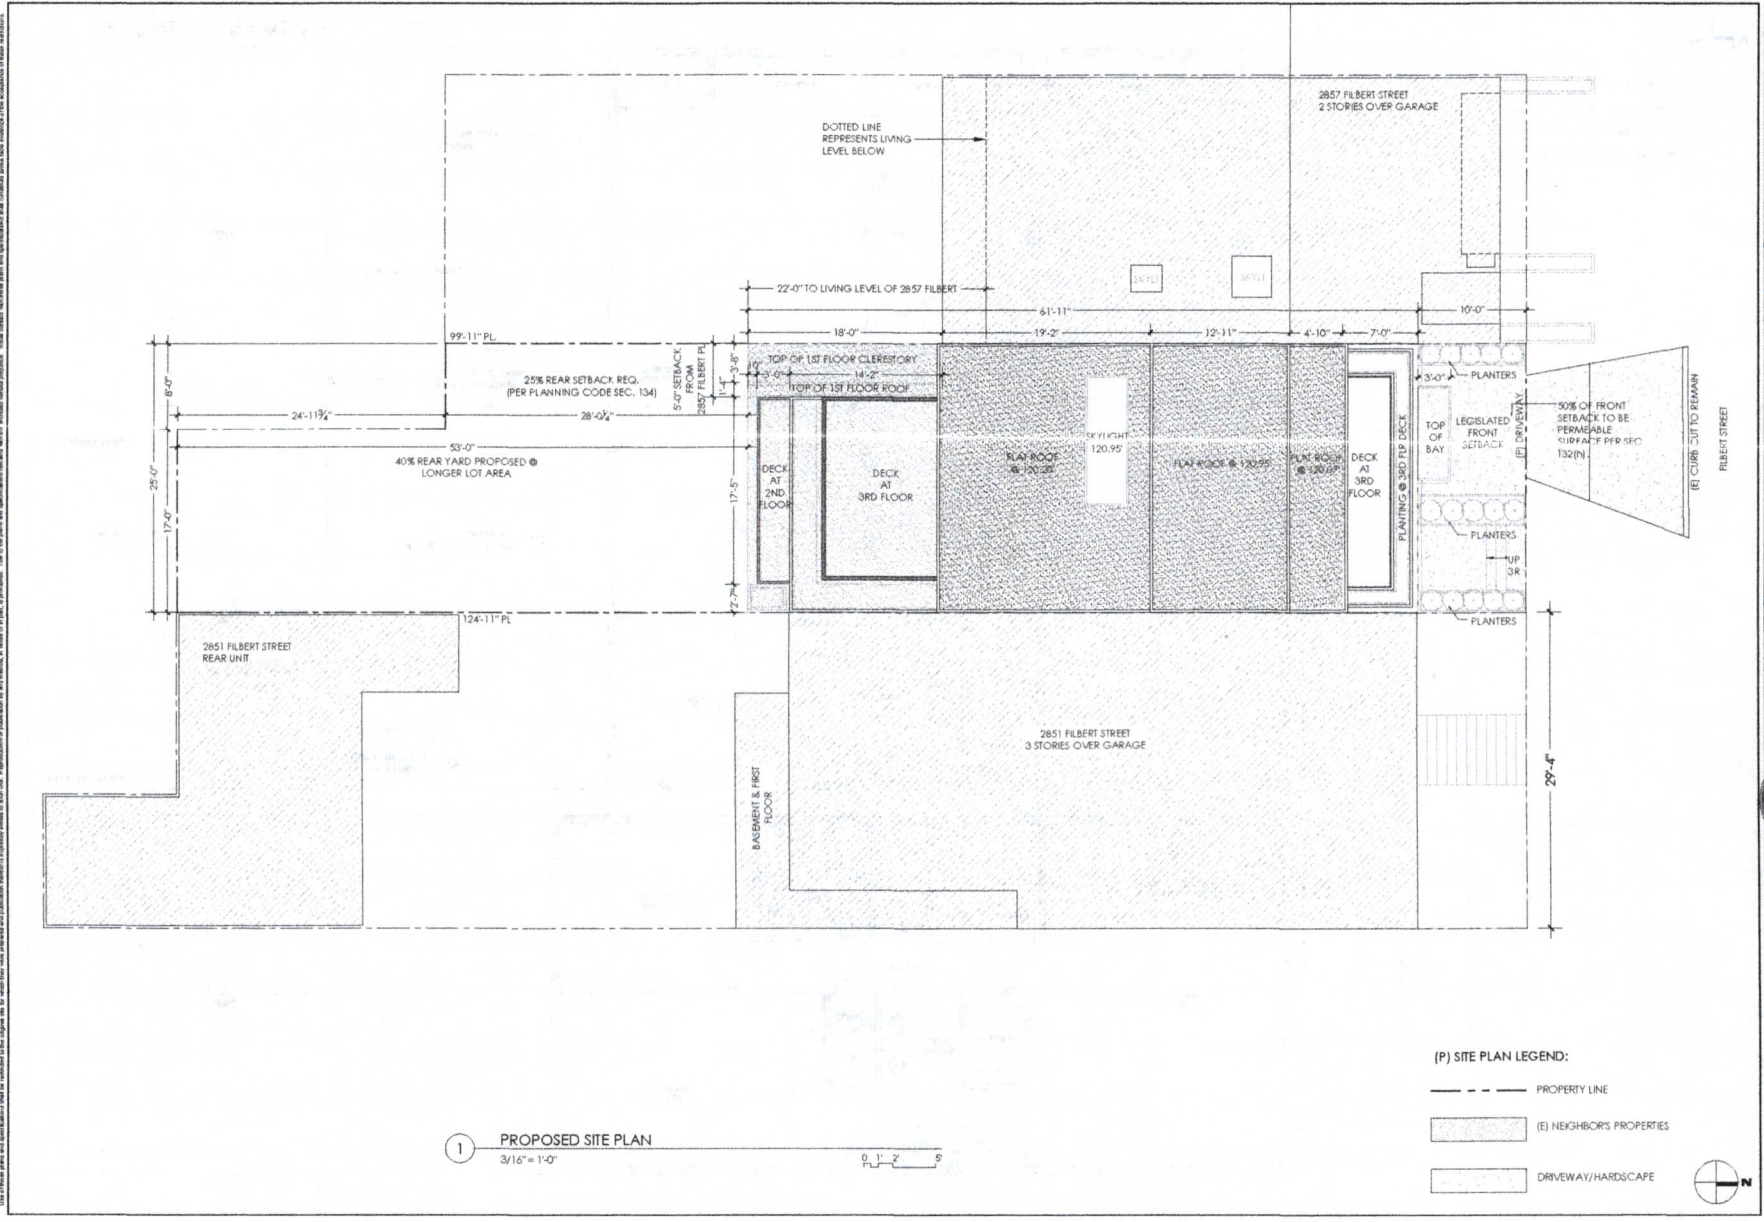 2857 FILBERT STREET
2 STORIES OVER GARAGE
DOTTED LINE
REPRESENTS LIVING
LEVEL BELOW
SKYLT
SKYLT
22'-0" TO LIVING LEVEL OF 2857 FILBERT
61'-11"
10'-0"
18'-0"
19'-2"
12'-11"
4'-10"
7'-0"
99'-11" PL.
8'-0"
25% REAR SETBACK REQ.
(PER PLANNING CODE SEC. 134)
5'-0" SETBACK
FROM
2857 FILBERT PL
3'-8"
1'-4"
TOP OF 1ST FLOOR CLERESTORY
3'-0"
14'-2"
TOP OF 1ST FLOOR ROOF
24'-11¾"
28'-0¼"
53'-0"
40% REAR YARD PROPOSED @
LONGER LOT AREA
25'-0"
17'-0"
17'-5"
2'-7"
DECK
AT
2ND
FLOOR
DECK
AT
3RD FLOOR
FLAT ROOF
@ 120.20'
SKYLIGHT
120.95'
FLAT ROOF @ 120.95'
FLAT ROOF
DECK
AT
3RD
FLOOR
PLANTING @ 3RD FLR DECK
3'-0"
PLANTERS
TOP
OF
BAY
LEGISLATED
FRONT
SETBACK
(P) DRIVEWAY
50% OF FRONT
SETBACK TO BE
PERMEABLE
SURFACE PER SEC
132(h).
(E) CURB CUT TO REMAIN
FILBERT STREET
PLANTERS
UP
3R
PLANTERS
124'-11" PL
2851 FILBERT STREET
REAR UNIT
BASEMENT & FIRST
FLOOR
2851 FILBERT STREET
3 STORIES OVER GARAGE
29'-4"
(P) SITE PLAN LEGEND:
PROPERTY LINE
(E) NEIGHBOR'S PROPERTIES
DRIVEWAY/HARDSCAPE
N
1
PROPOSED SITE PLAN
3/16" = 1'-0"
0 1' 2' 5'